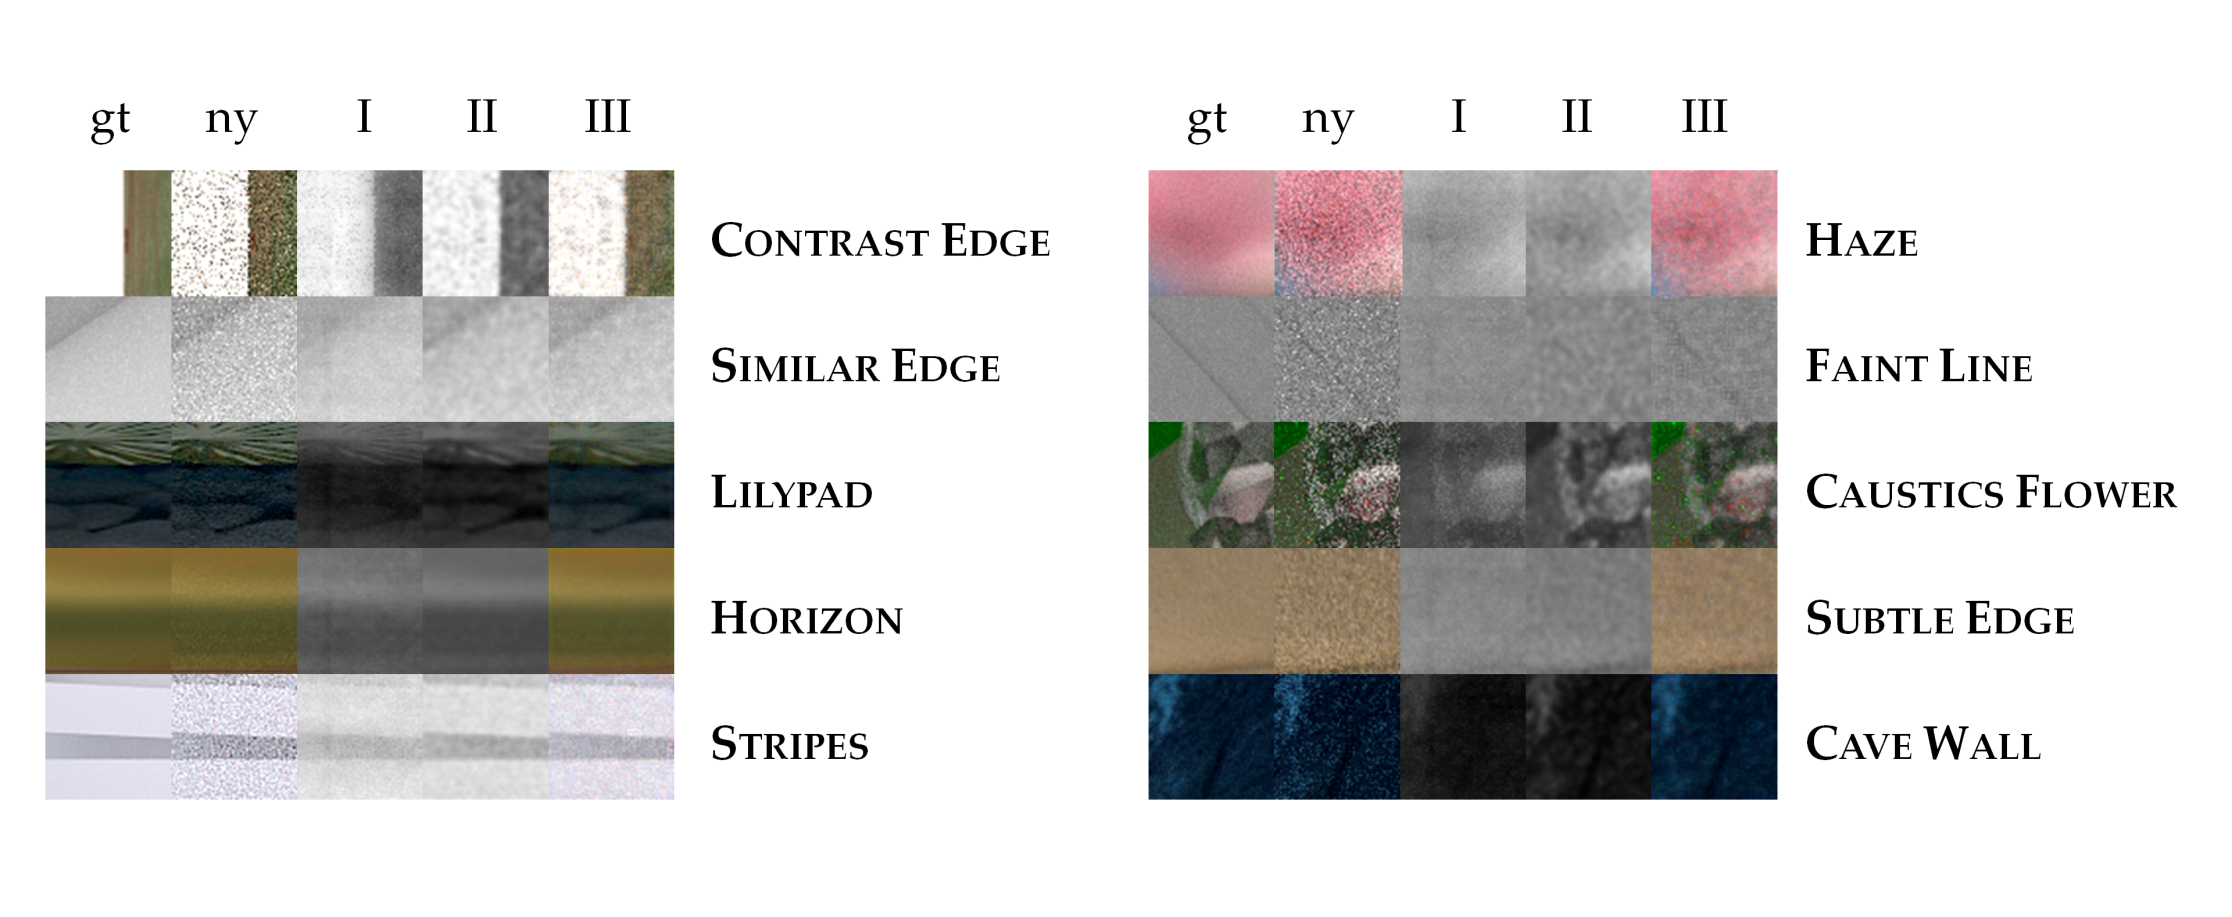 gt ny I II III
CONTRAST EDGE
SIMILAR EDGE
LILYPAD
HORIZON
STRIPES
gt ny I II III
HAZE
FAINT LINE
CAUSTICS FLOWER
SUBTLE EDGE
CAVE WALL